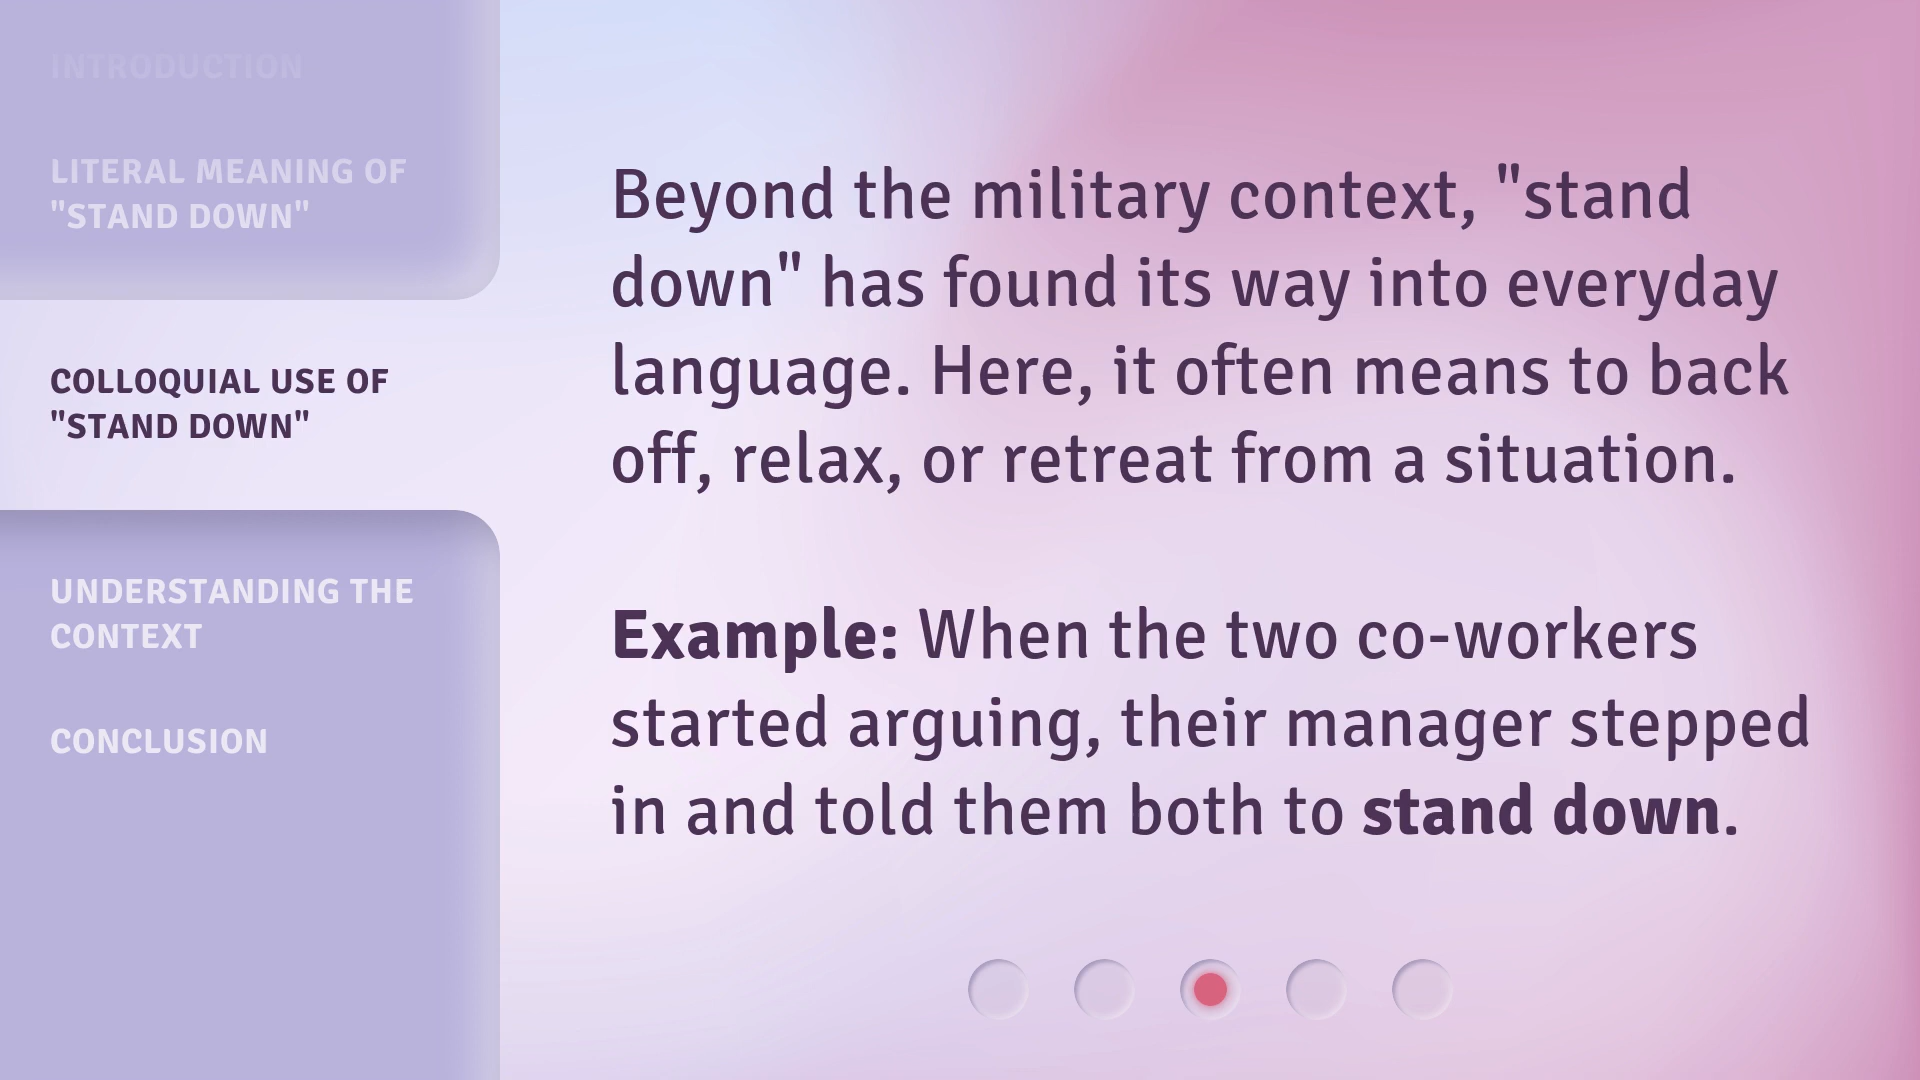 INTRODUCTION
LITERAL MEANING OF
"STAND DOWN"
COLLOQUIAL USE OF
"STAND DOWN"
UNDERSTANDING THE
CONTEXT
CONCLUSION
Beyond the military context, "stand
down" has found its way into everyday
language. Here, it often means to back
off, relax, or retreat from a situation.
Example: When the two co-workers
started arguing, their manager stepped
in and told them both to stand down.